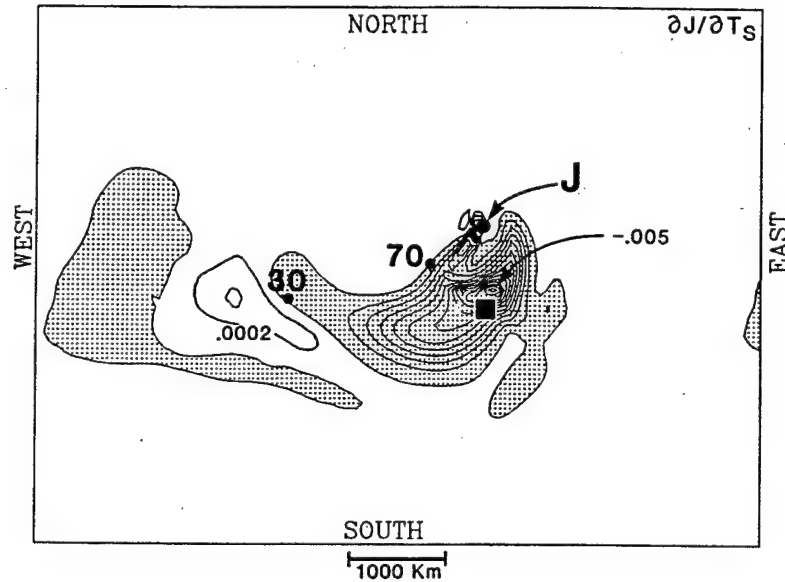 NORTH
∂J/∂TS
J
WEST
70
-.005
EAST
30
.0002
SOUTH
1000 Km